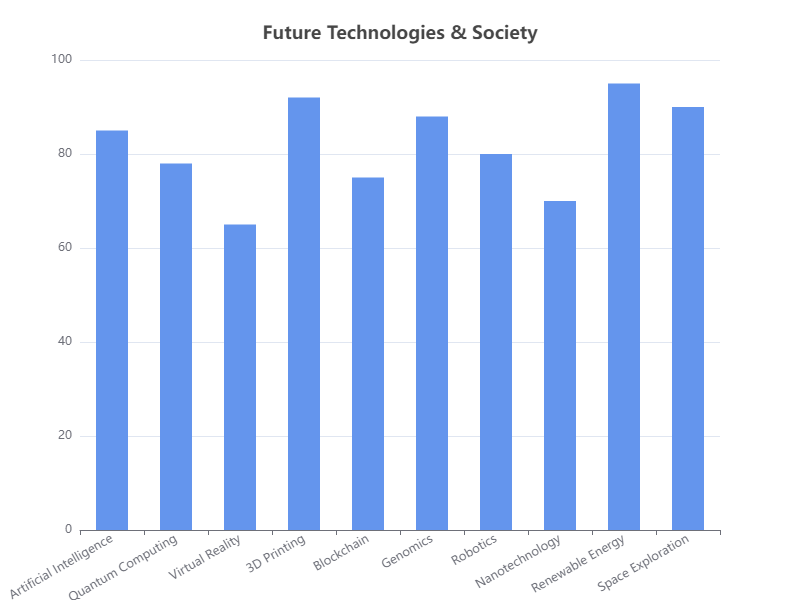 Future Technologies & Society
100
80
60
40
20
0
Artificial Intelligence
Quantum Computing
Virtual Reality
3D Printing
Blockchain
Genomics
Robotics
Nanotechnology
Renewable Energy
Space Exploration